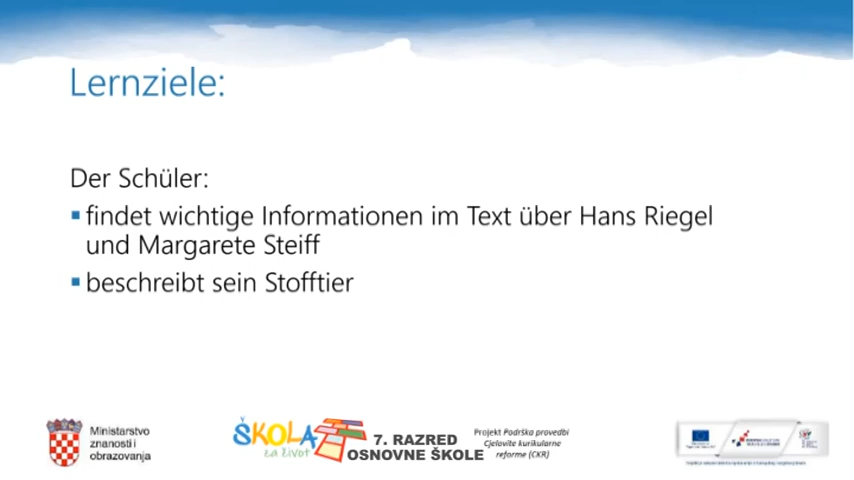 Lernziele:
Der Schüler:
findet wichtige Informationen im Text über Hans Riegel
und Margarete Steiff
beschreibt sein Stofftier
Ministarstvo
znanosti i
obrazovanja
ŠKOLA
za život
7. RAZRED
OSNOVNE ŠKOLE
Projekt Podrška provedbi
Cjelovite kurikularne
reforme (CKR)